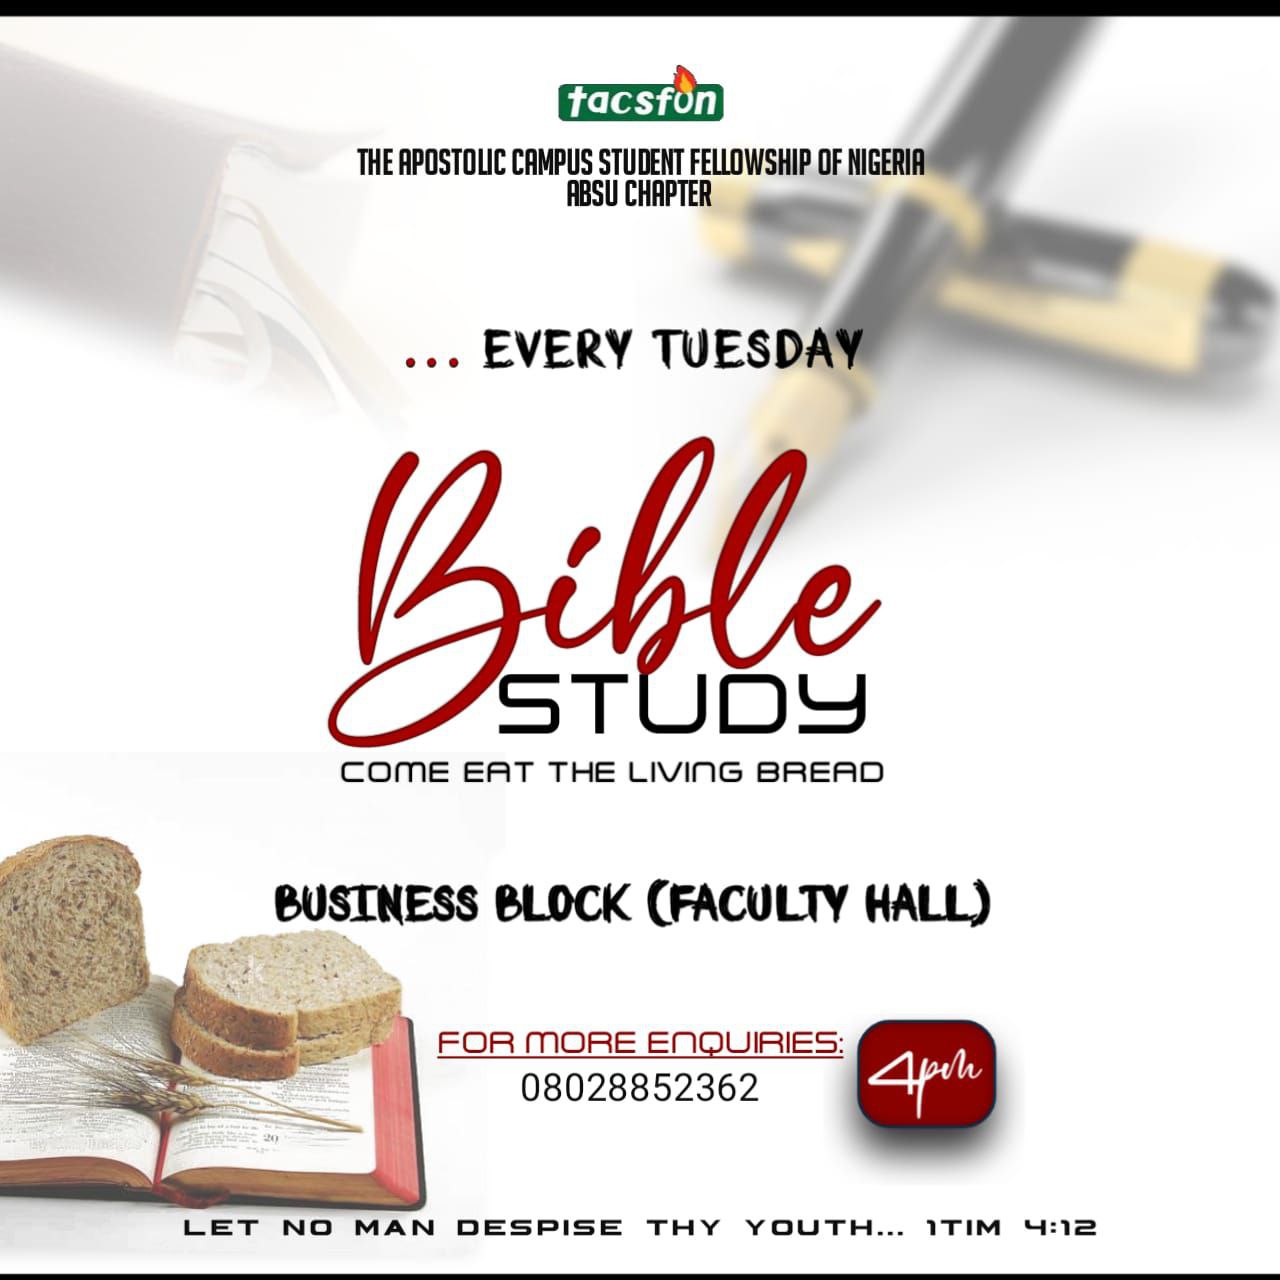 tacsfon
THE APOSTOLIC CAMPUS STUDENT FELLOWSHIP OF NIGERIA
ABSU CHAPTER
... EVERY TUESDAY
Bible
STUDY
COME EAT THE LIVING BREAD
BUSINESS BLOCK (FACULTY HALL)
FOR MORE ENQUIRIES:
08028852362
4pm
20
LET NO MAN DESPISE THY YOUTH... 1TIM 4:12